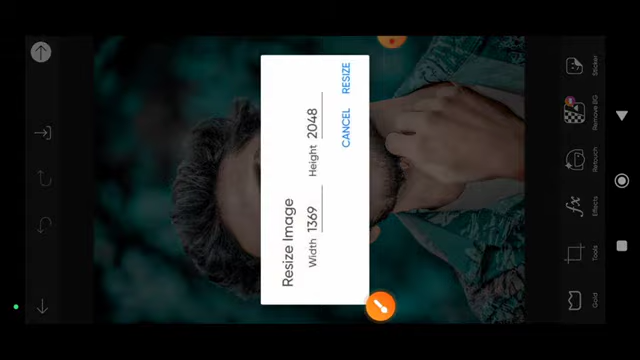 Resize Image
Width 1369 Height 2048
CANCEL RESIZE
Gold
Tools
Effects
Retouch
Remove BG
Sticker